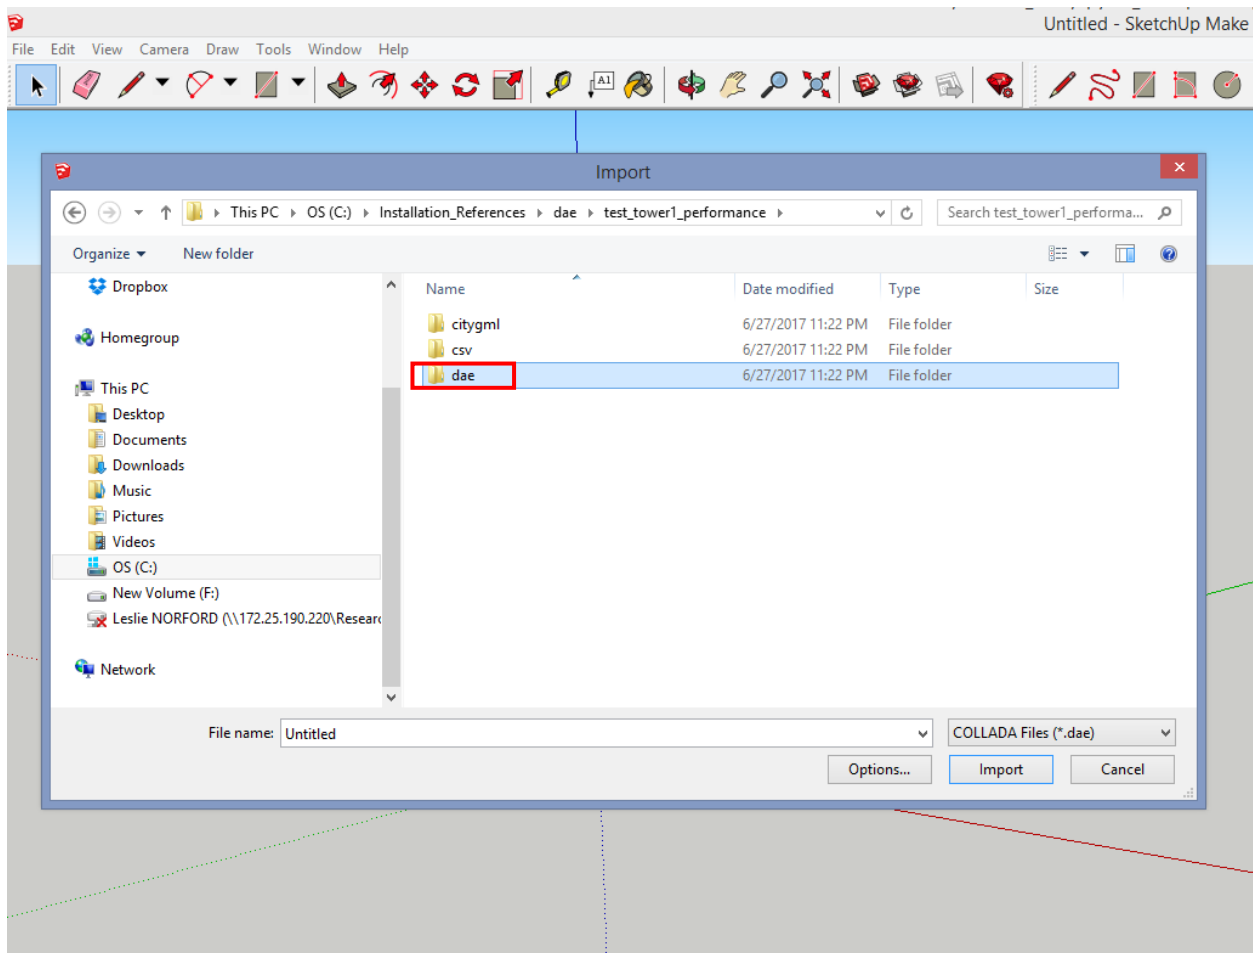 Untitled - SketchUp Make
File Edit View Camera Draw Tools Window Help
A1
Import
This PC OS (C:) Installation_References dae test_tower1_performance
Search test_tower1_performa...
Organize New folder
Name Date modified Type Size
Dropbox
Homegroup
This PC
Desktop
Documents
Downloads
Music
Pictures
Videos
OS (C:)
New Volume (F:)
Leslie NORFORD (\\172.25.190.220\Researc
Network
citygml 6/27/2017 11:22 PM File folder
csv 6/27/2017 11:22 PM File folder
dae 6/27/2017 11:22 PM File folder
File name: Untitled COLLADA Files (*.dae)
Options... Import Cancel